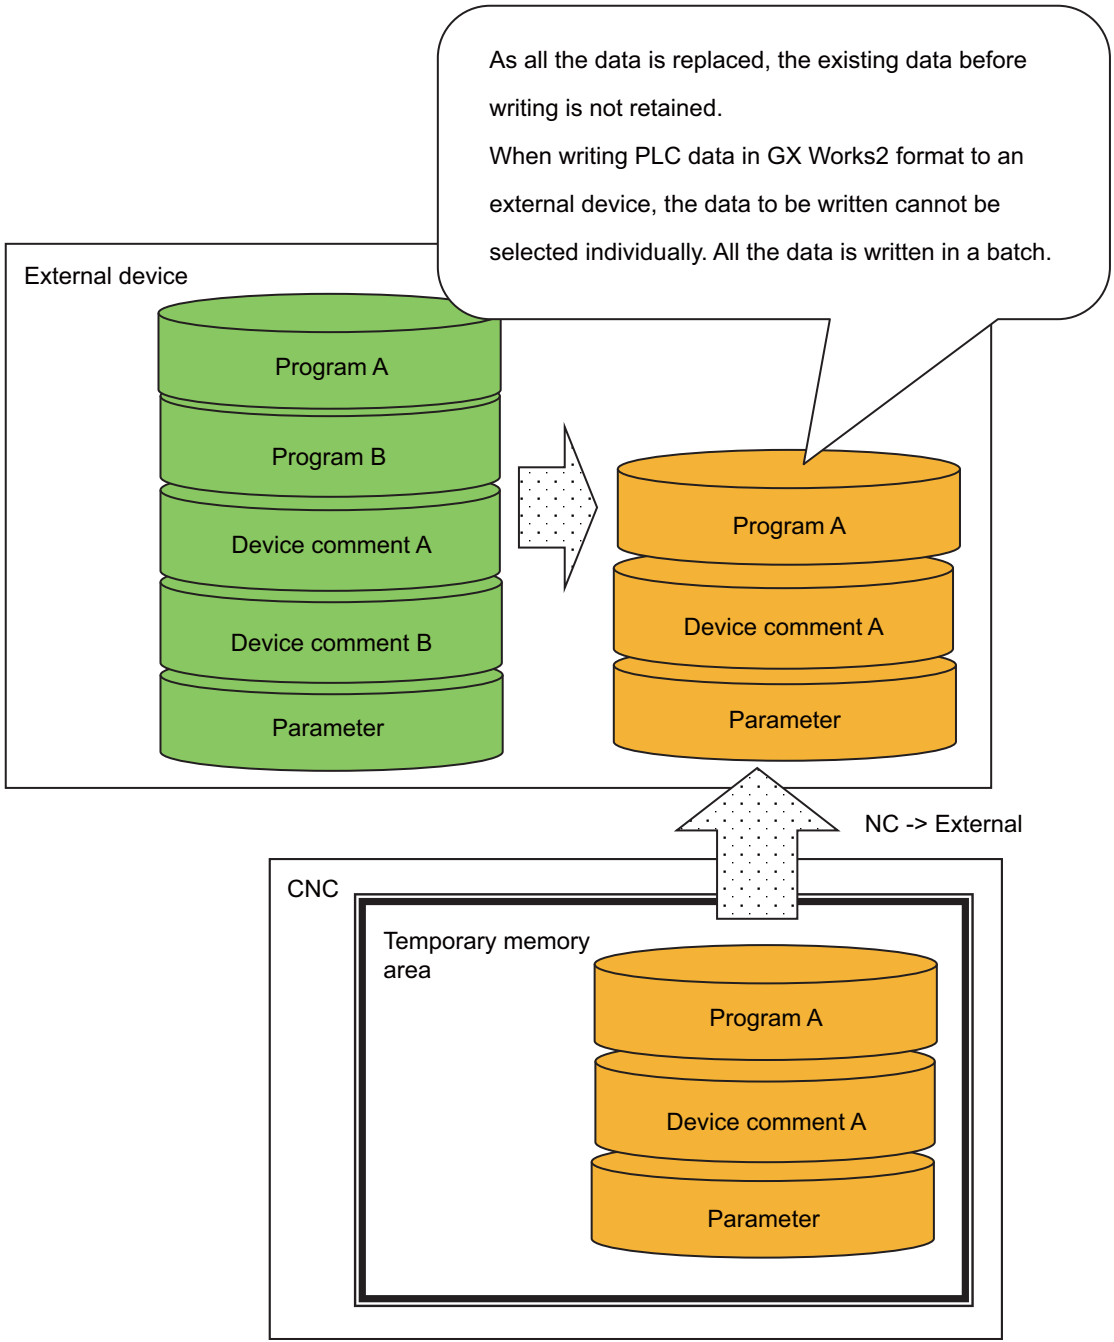 As all the data is replaced, the existing data before
writing is not retained.
When writing PLC data in GX Works2 format to an
external device, the data to be written cannot be
selected individually. All the data is written in a batch.
External device
Program A
Program B
Device comment A
Device comment B
Parameter
Program A
Device comment A
Parameter
NC -> External
CNC
Temporary memory
area
Program A
Device comment A
Parameter